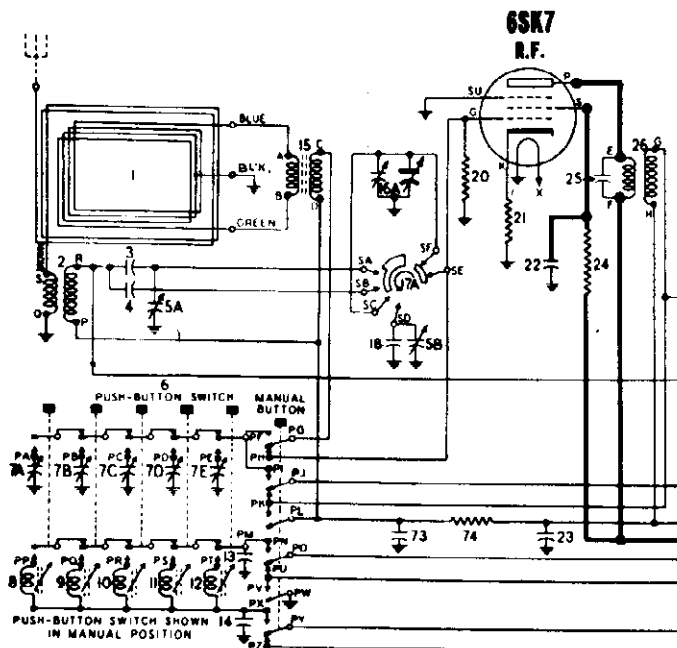 6SK7
R.F.
P
SU
S
G
K
X
BLUE
1
BLK.
GREEN
A
15
C
B
D
16A
20
21
22
24
25
E
26
G
F
H
SF
SE
17A
SA
SB
SC
SD
18
5B
2
R
S
Q
P
3
4
5A
6
PUSH-BUTTON SWITCH
MANUAL
BUTTON
PF
PG
PH
PI
PA
PB
PC
PD
PE
7A
7B
7C
7D
7E
PJ
PK
PL
PM
PN
13
73
74
23
PO
PP
PQ
PR
PS
PT
PU
8
9
10
11
12
PV
PW
PX
14
PY
PZ
PUSH-BUTTON SWITCH SHOWN
IN MANUAL POSITION